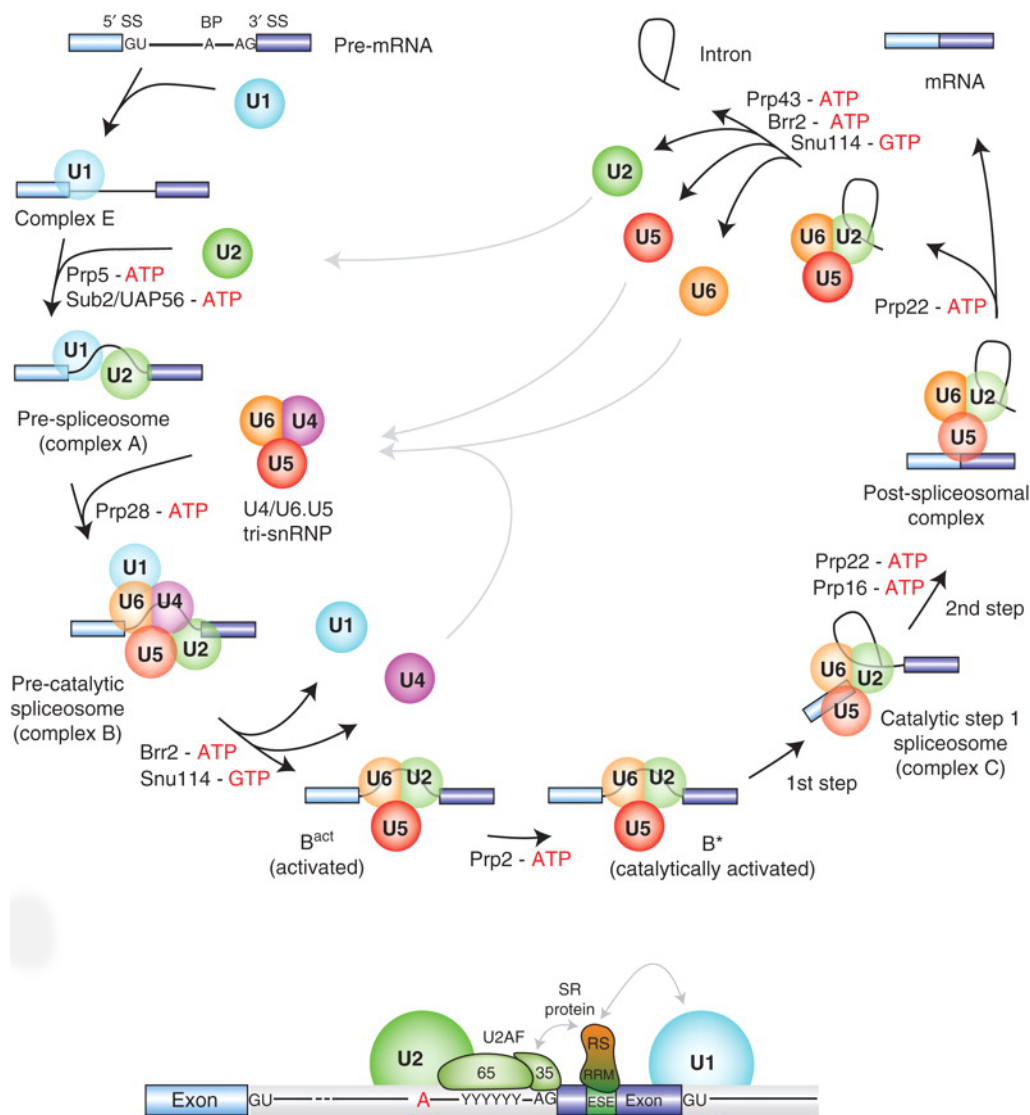 5′ SS BP 3′ SS
GU A AG Pre-mRNA
U1
U1
Complex E
U2
Prp5 - ATP
Sub2/UAP56 - ATP
U1
U2
Pre-spliceosome
(complex A)
U6 U4
U5
U4/U6.U5
tri-snRNP
Prp28 - ATP
U1
U6 U4
U5 U2
Pre-catalytic
spliceosome
(complex B)
U1
U4
Brr2 - ATP
Snu114 - GTP
U6 U2
U5
Bact
(activated)
Prp2 - ATP
U6 U2
U5
B*
(catalytically activated)
1st step
U6 U2
U5
Catalytic step 1
spliceosome
(complex C)
Prp22 - ATP
Prp16 - ATP
2nd step
U6 U2
U5
Post-spliceosomal
complex
Prp22 - ATP
mRNA
U6 U2
U5
Intron
Prp43 - ATP
Brr2 - ATP
Snu114 - GTP
U2
U5
U6
SR
protein
U2AF
U2 65 35 RS U1
RRM
Exon GU A YYYYYY AG ESE Exon GU